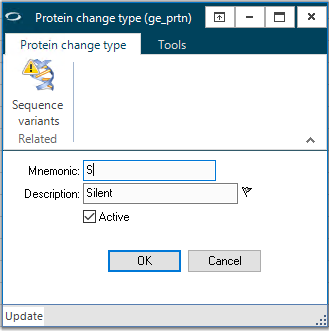 Protein change type (ge_prtn)
Protein change type Tools
Sequence
variants
Related
Mnemonic: S
Description: Silent
Active
OK Cancel
Update